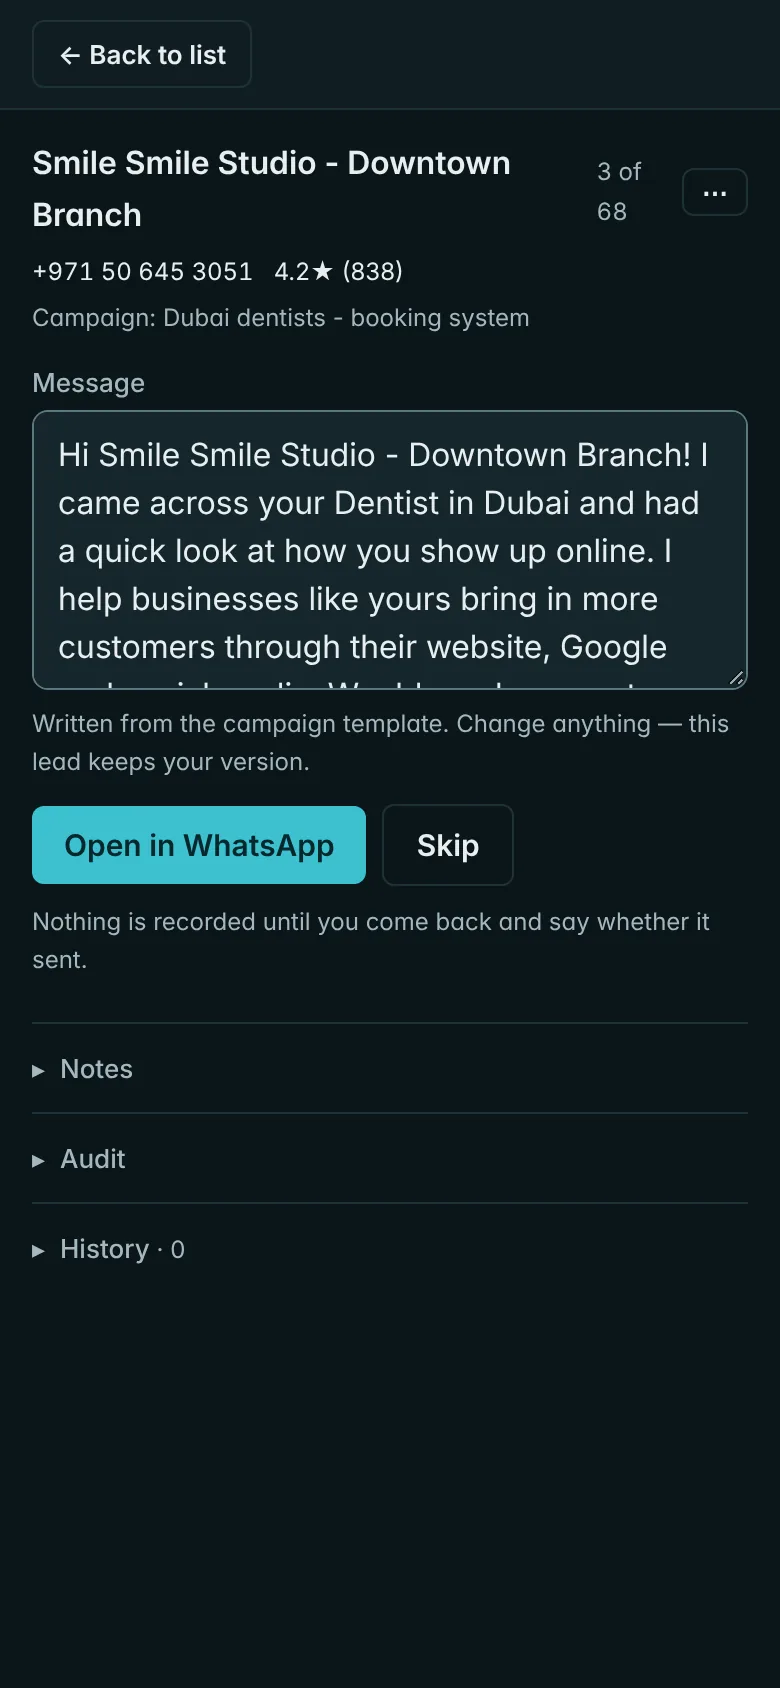 ← Back to list
Smile Smile Studio - Downtown
Branch
3 of
68
...
+971 50 645 3051 4.2★ (838)
Campaign: Dubai dentists - booking system
Message
Hi Smile Smile Studio - Downtown Branch! I
came across your Dentist in Dubai and had
a quick look at how you show up online. I
help businesses like yours bring in more
customers through their website, Google
Written from the campaign template. Change anything — this
lead keeps your version.
Open in WhatsApp
Skip
Nothing is recorded until you come back and say whether it
sent.
▸ Notes
▸ Audit
▸ History · 0